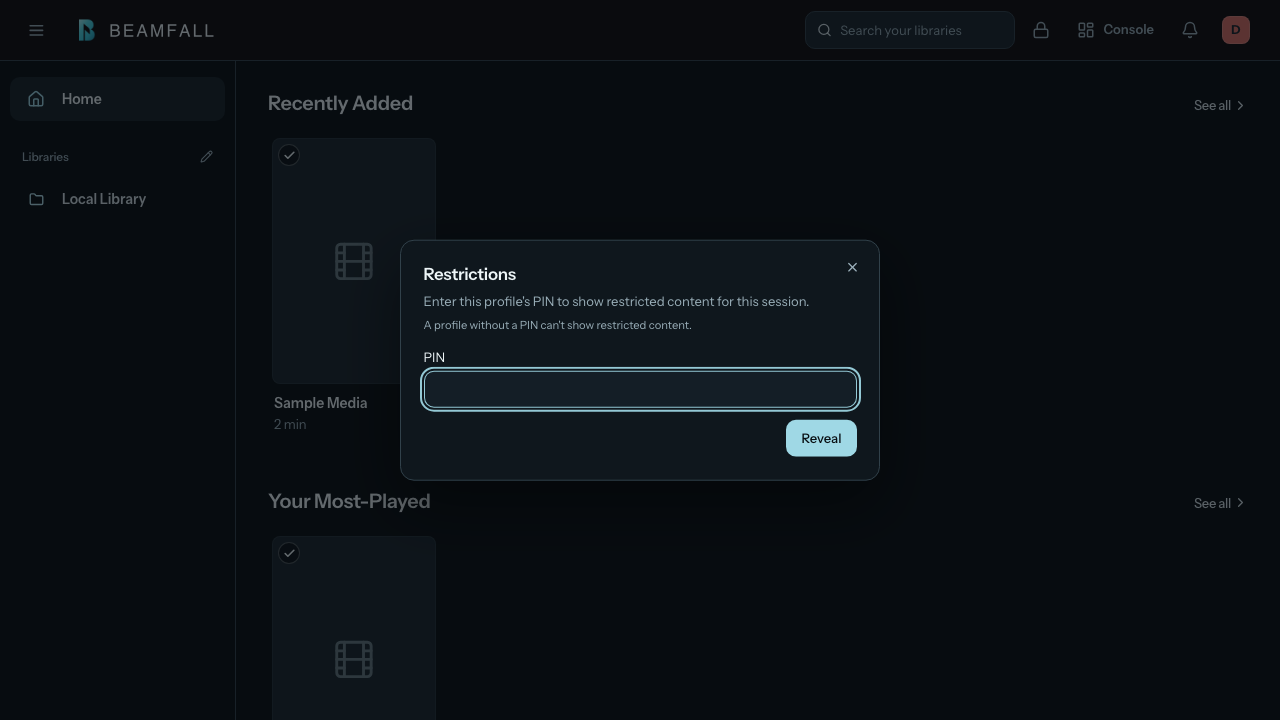 BEAMFALL
Search your libraries
Console
D
Home
Libraries
Local Library
Recently Added
See all
Sample Media
2 min
Restrictions
Enter this profile's PIN to show restricted content for this session.
A profile without a PIN can't show restricted content.
PIN
Reveal
Your Most-Played
See all